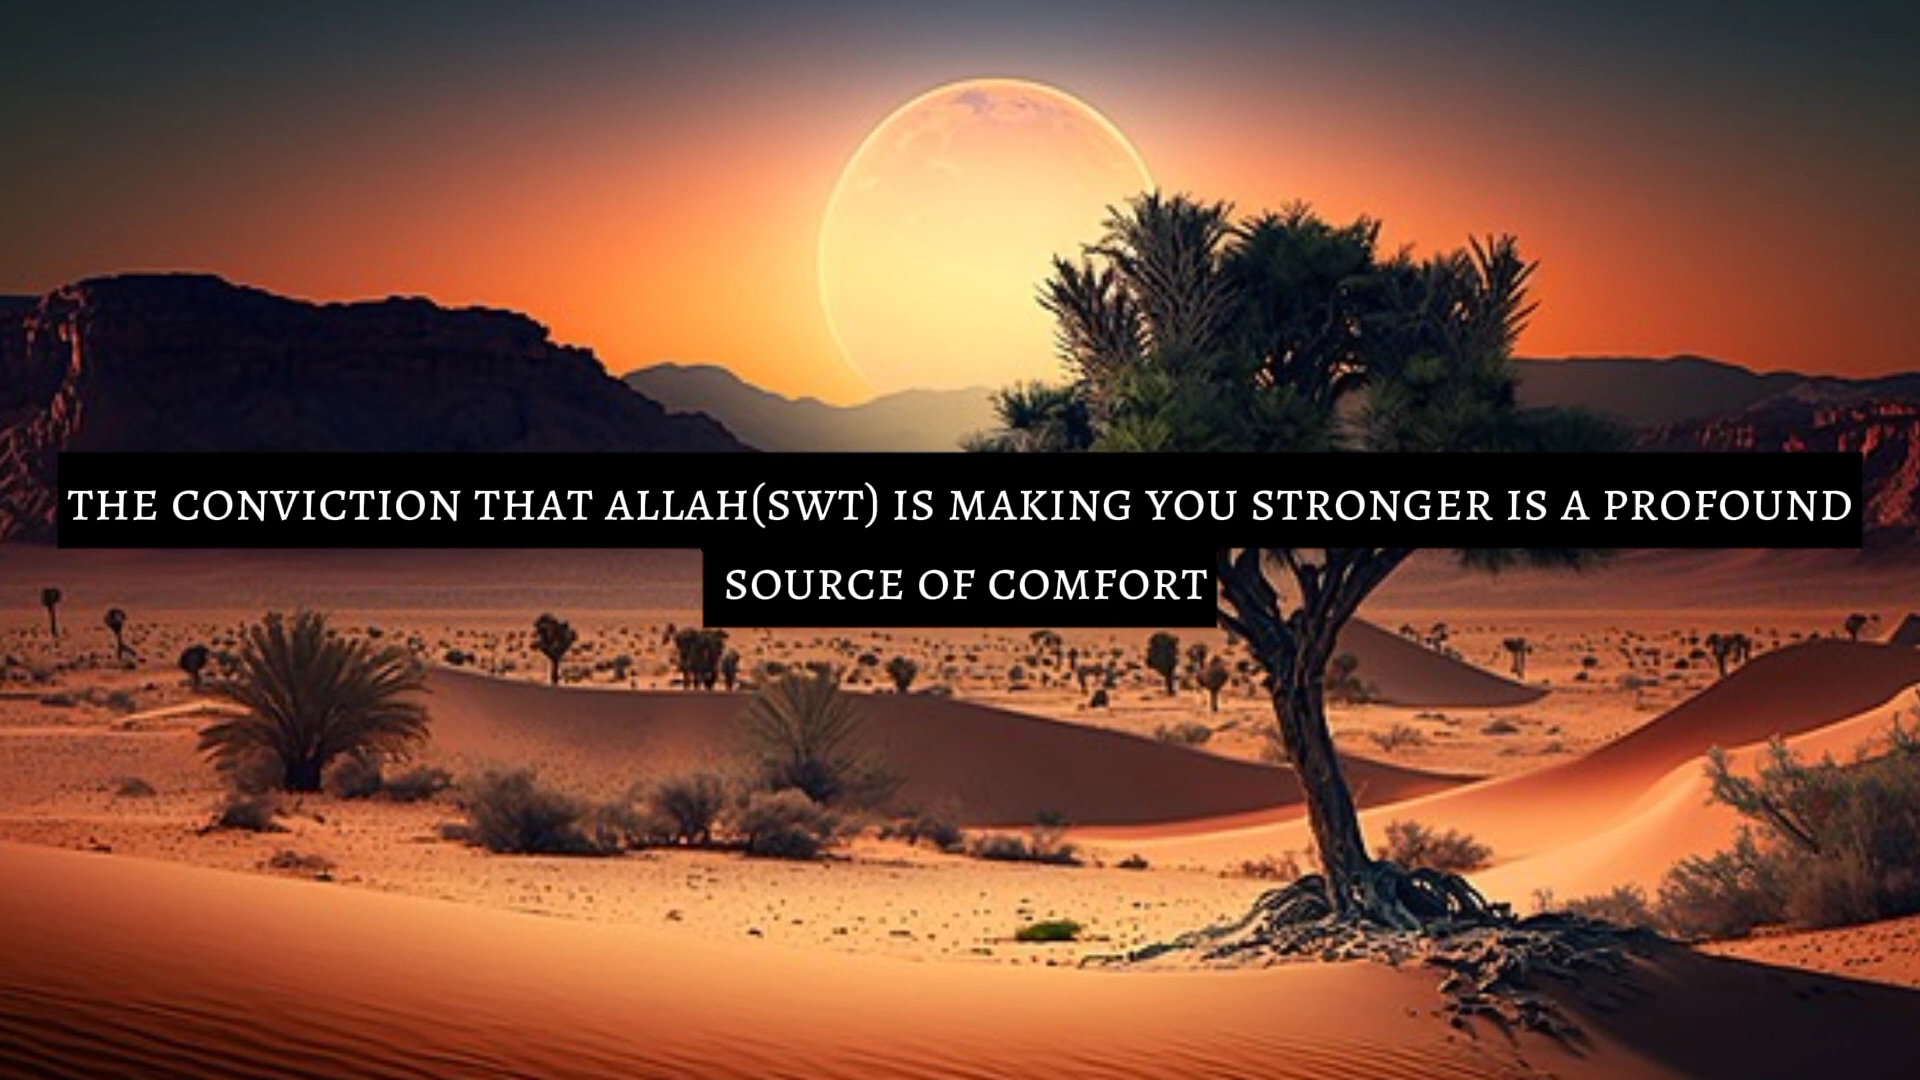 THE CONVICTION THAT ALLAH(SWT) IS MAKING YOU STRONGER IS A PROFOUND
SOURCE OF COMFORT